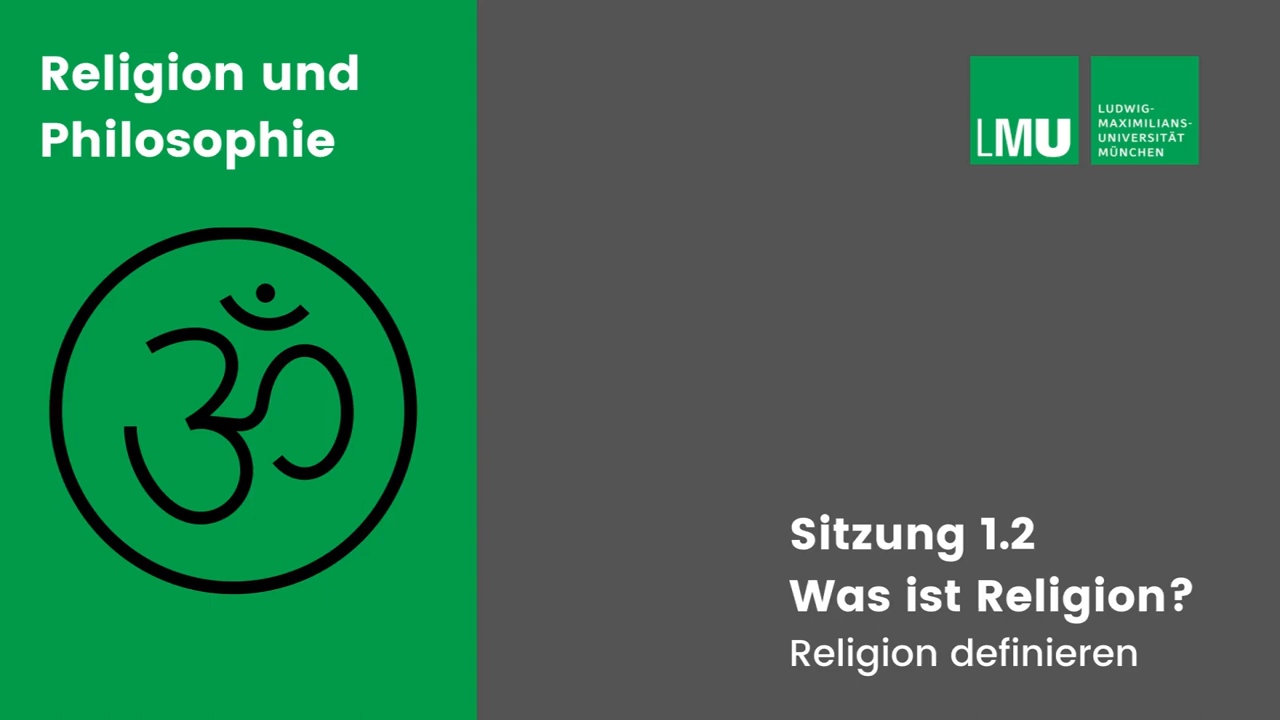 Religion und
Philosophie
ॐ
LMU
LUDWIG-
MAXIMILIANS-
UNIVERSITÄT
MÜNCHEN
Sitzung 1.2
Was ist Religion?
Religion definieren